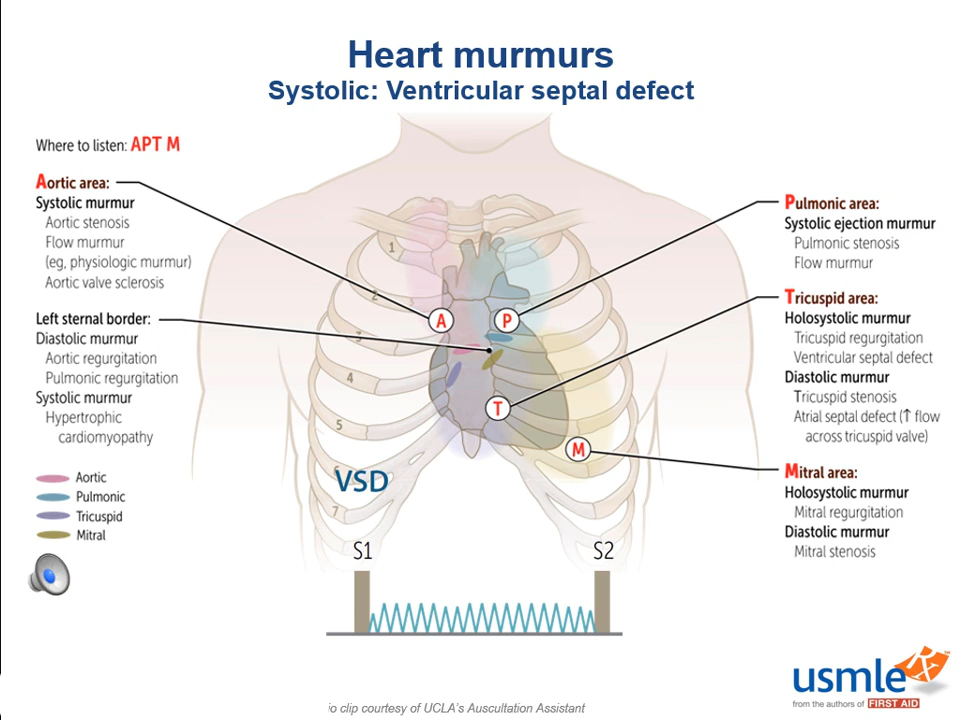 Heart murmurs
Systolic: Ventricular septal defect
Where to listen: APT M
Aortic area:
Systolic murmur
Aortic stenosis
Flow murmur
(eg, physiologic murmur)
Aortic valve sclerosis
Left sternal border:
Diastolic murmur
Aortic regurgitation
Pulmonic regurgitation
Systolic murmur
Hypertrophic
cardiomyopathy
Aortic
Pulmonic
Tricuspid
Mitral
1
2
3
4
5
6
7
A
P
T
M
VSD
S1
S2
Pulmonic area:
Systolic ejection murmur
Pulmonic stenosis
Flow murmur
Tricuspid area:
Holosystolic murmur
Tricuspid regurgitation
Ventricular septal defect
Diastolic murmur
Tricuspid stenosis
Atrial septal defect (↑ flow
across tricuspid valve)
Mitral area:
Holosystolic murmur
Mitral regurgitation
Diastolic murmur
Mitral stenosis
io clip courtesy of UCLA's Auscultation Assistant
usmle Rx™
from the authors of FIRST AID